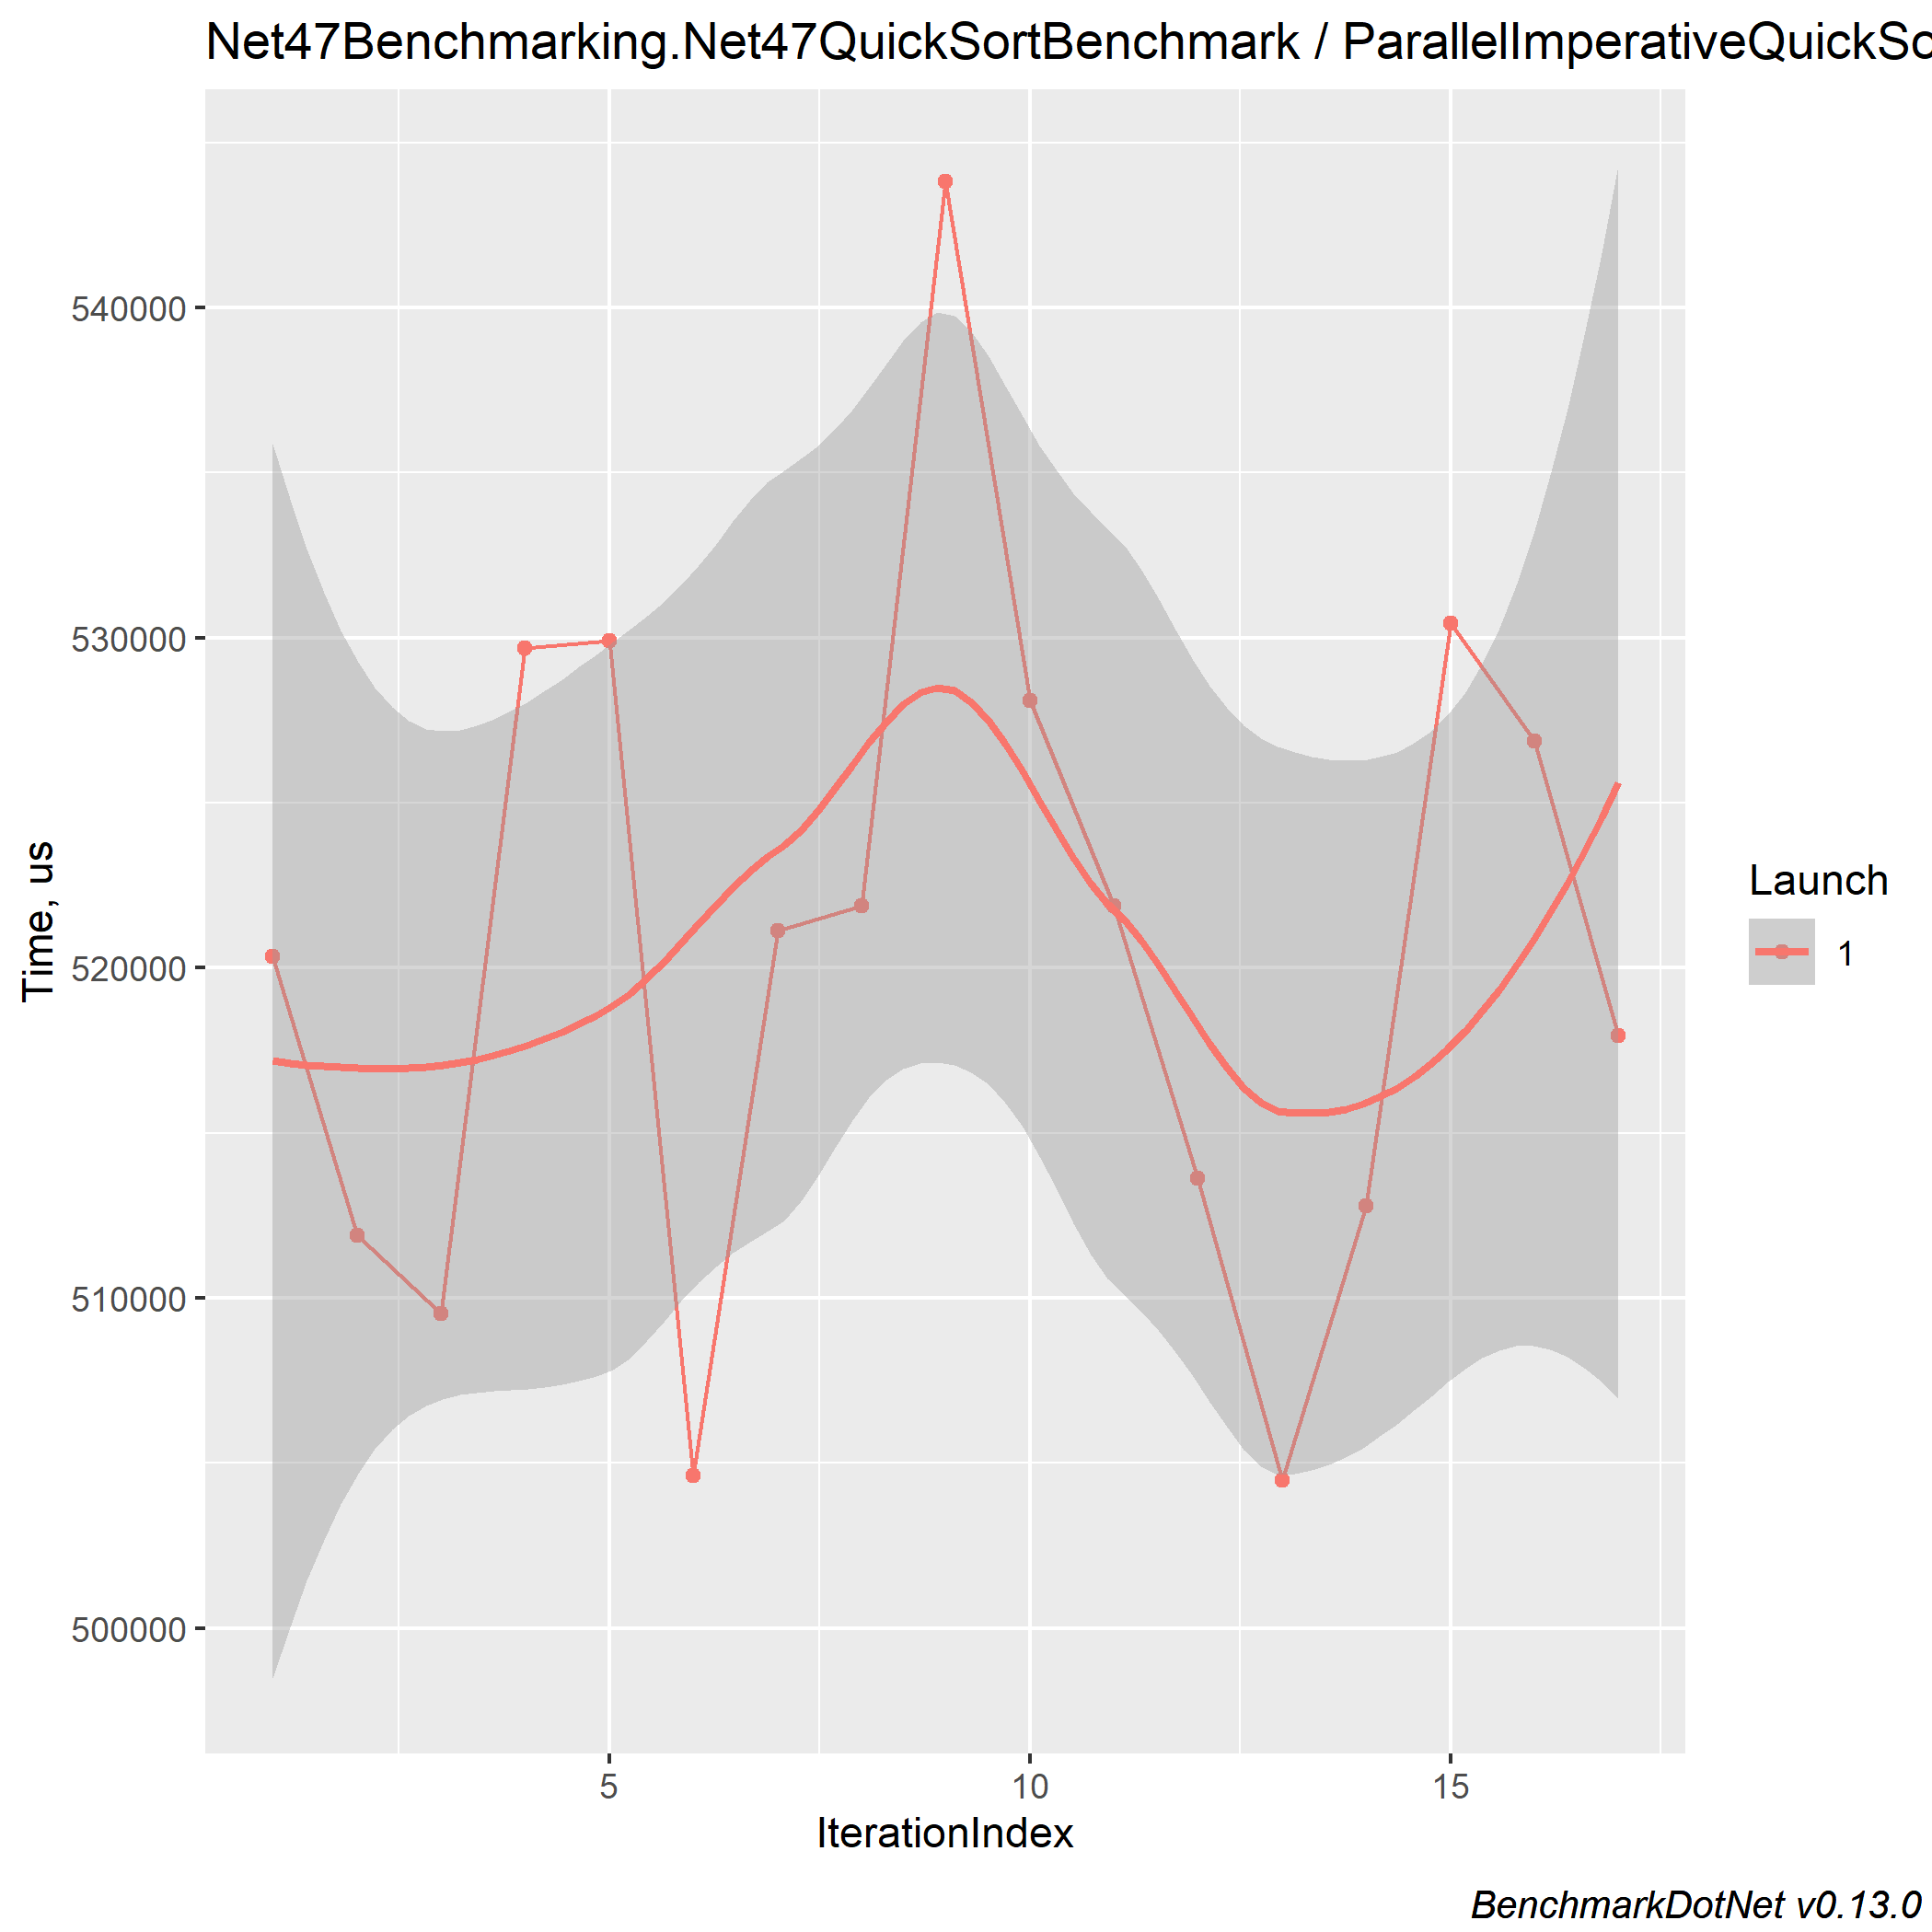 Net47Benchmarking.Net47QuickSortBenchmark / ParallelImperativeQuickSo
540000
530000
520000
510000
500000
Time, us
5 10 15
IterationIndex
Launch
1
BenchmarkDotNet v0.13.0